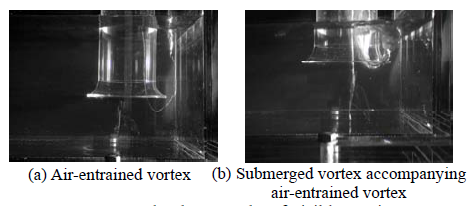 (a) Air-entrained vortex
(b) Submerged vortex accompanying
air-entrained vortex